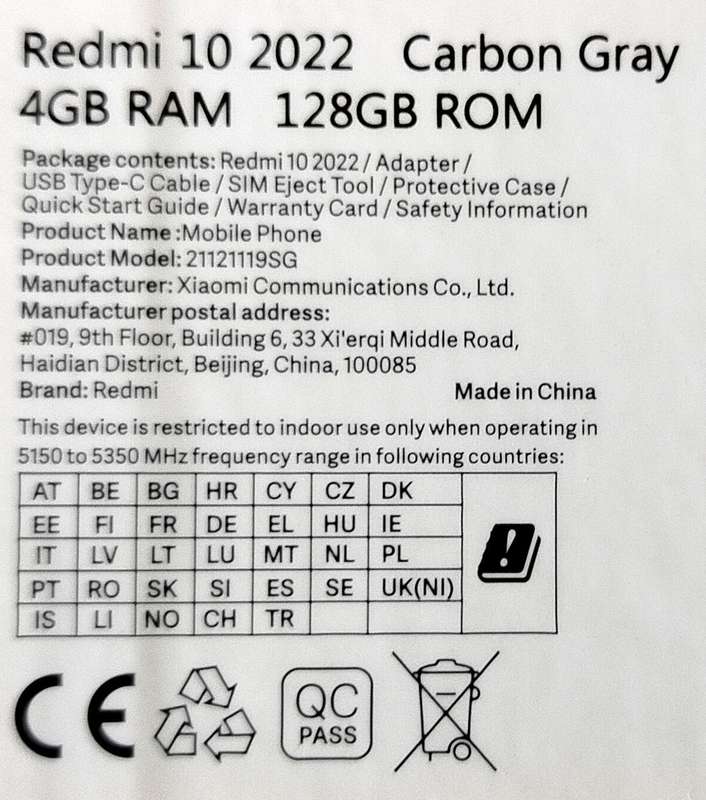 Redmi 10 2022 Carbon Gray
4GB RAM 128GB ROM
Package contents: Redmi 10 2022 / Adapter /
USB Type-C Cable / SIM Eject Tool / Protective Case /
Quick Start Guide / Warranty Card / Safety Information
Product Name :Mobile Phone
Product Model: 21121119SG
Manufacturer: Xiaomi Communications Co., Ltd.
Manufacturer postal address:
#019, 9th Floor, Building 6, 33 Xi'erqi Middle Road,
Haidian District, Beijing, China, 100085
Brand: Redmi Made in China
This device is restricted to indoor use only when operating in
5150 to 5350 MHz frequency range in following countries:
AT BE BG HR CY CZ DK
EE FI FR DE EL HU IE
IT LV LT LU MT NL PL
PT RO SK SI ES SE UK(NI)
IS LI NO CH TR
CE
QC
PASS